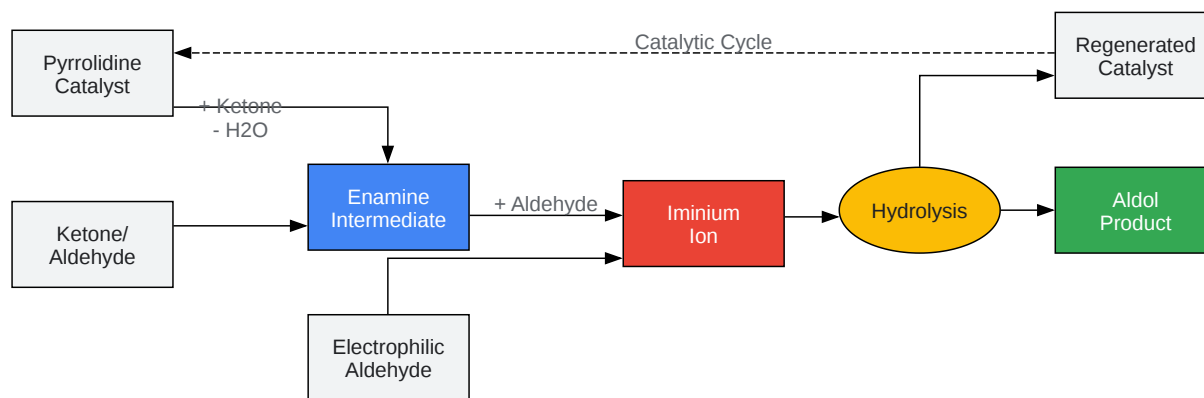 Catalytic Cycle
Regenerated
Catalyst
Pyrrolidine
Catalyst
+ Ketone
- H2O
Enamine
Intermediate
+ Aldehyde
Iminium
Ion
Hydrolysis
Aldol
Product
Ketone/
Aldehyde
Electrophilic
Aldehyde